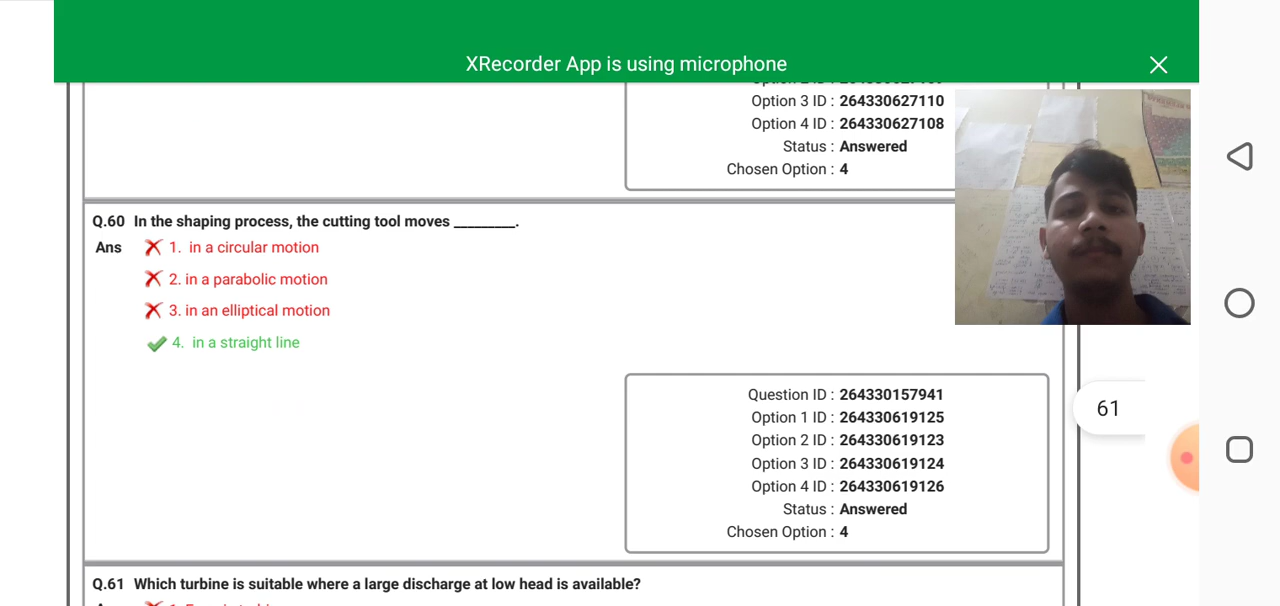 XRecorder App is using microphone
Option 3 ID : 264330627110
Option 4 ID : 264330627108
Status : Answered
Chosen Option : 4
Q.60 In the shaping process, the cutting tool moves ________.
Ans 1. in a circular motion
2. in a parabolic motion
3. in an elliptical motion
4. in a straight line
Question ID : 264330157941
Option 1 ID : 264330619125
Option 2 ID : 264330619123
Option 3 ID : 264330619124
Option 4 ID : 264330619126
Status : Answered
Chosen Option : 4
61
Q.61 Which turbine is suitable where a large discharge at low head is available?